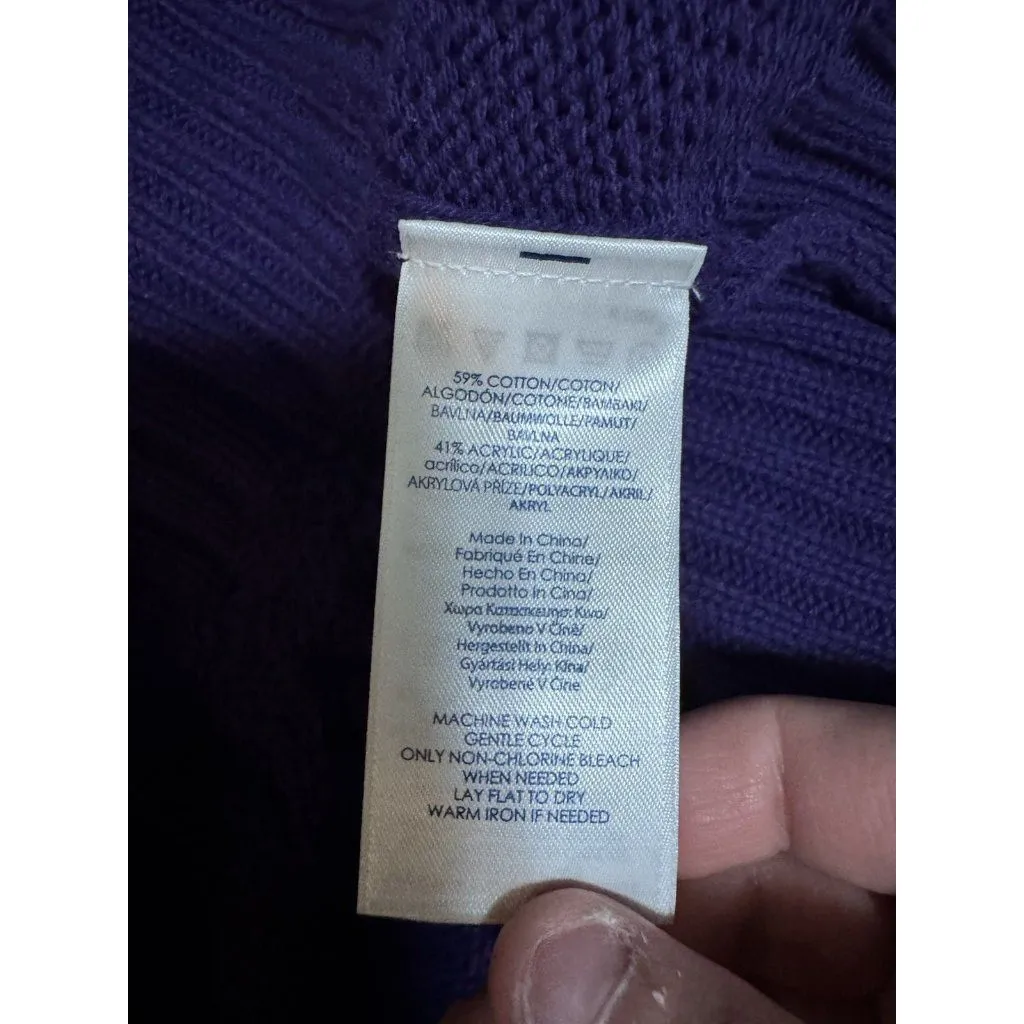 59% COTTON/COTON/
ALGODÓN/COTONE/BAMBAKI/
BAVLNA/BAUMWOLLE/PAMUT/
BAVLNA
41% ACRYLIC/ACRYLIQUE/
acrílico/ACRILICO/AKPYAIKO/
AKRYLOVÁ PŘÍZE/POLYACRYL/AKRIL/
AKRYL
Made In China/
Fabriqué En Chine/
Hecho En China/
Prodotto In Cina/
Χωρα Κατασκευησ: Κινα/
Vyrobeno V Číně/
Hergestellt In China/
Gyártási Hely: Kína/
Vyrobené V Číne
MACHINE WASH COLD
GENTLE CYCLE
ONLY NON-CHLORINE BLEACH
WHEN NEEDED
LAY FLAT TO DRY
WARM IRON IF NEEDED